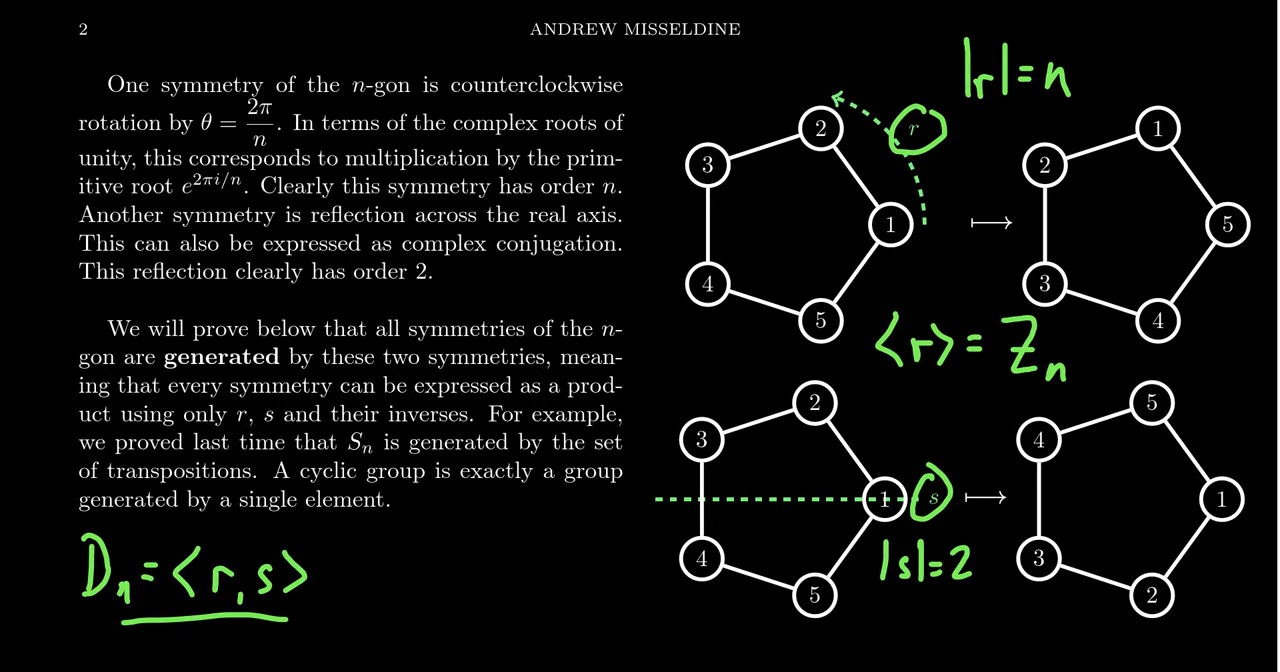 2
ANDREW MISSELDINE
One symmetry of the n-gon is counterclockwise
rotation by θ = 2π/n. In terms of the complex roots of
unity, this corresponds to multiplication by the prim-
itive root e^{2πi/n}. Clearly this symmetry has order n.
Another symmetry is reflection across the real axis.
This can also be expressed as complex conjugation.
This reflection clearly has order 2.
We will prove below that all symmetries of the n-
gon are generated by these two symmetries, mean-
ing that every symmetry can be expressed as a prod-
uct using only r, s and their inverses. For example,
we proved last time that S_n is generated by the set
of transpositions. A cyclic group is exactly a group
generated by a single element.
D_n = ⟨r, s⟩
|r| = n
2
r
3
1
4
5
⟼
1
2
5
3
4
⟨r⟩ = Z_n
2
3
1
s
4
5
⟼
5
4
1
3
2
|s| = 2